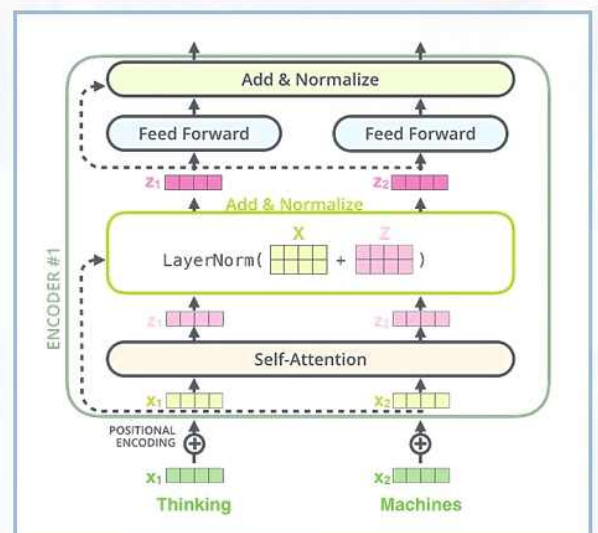 Add & Normalize
Feed Forward
Feed Forward
z1
z2
Add & Normalize
X
Z
LayerNorm( + )
ENCODER #1
z1
z2
Self-Attention
x1
x2
POSITIONAL
ENCODING
x1
x2
Thinking
Machines